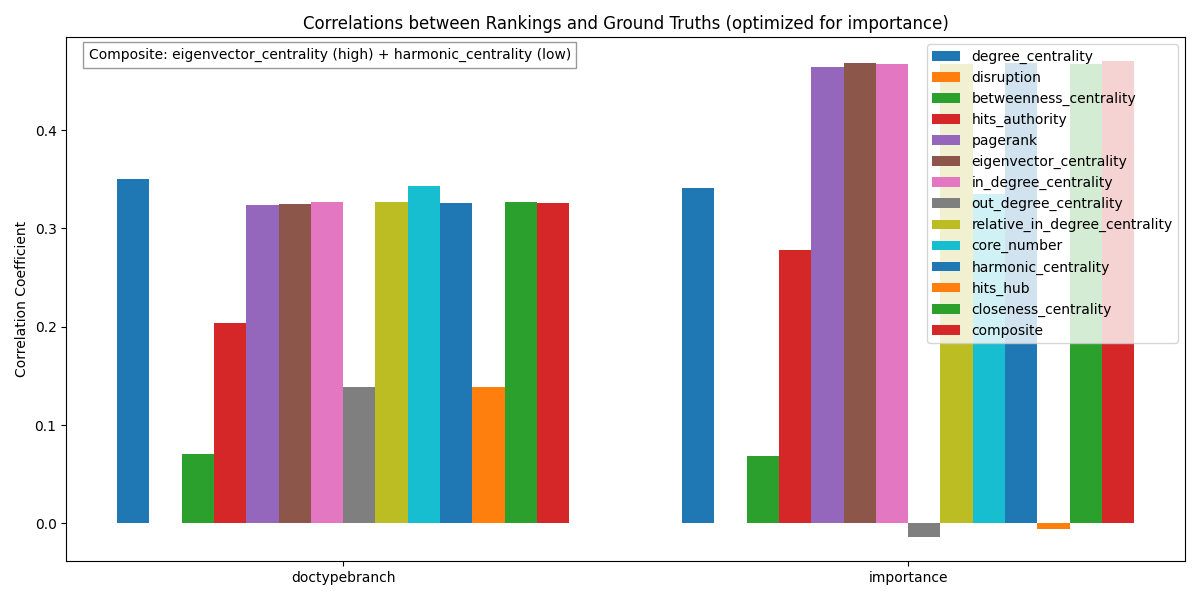 Correlations between Rankings and Ground Truths (optimized for importance)
Composite: eigenvector_centrality (high) + harmonic_centrality (low)
degree_centrality
disruption
betweenness_centrality
hits_authority
pagerank
eigenvector_centrality
in_degree_centrality
out_degree_centrality
relative_in_degree_centrality
core_number
harmonic_centrality
hits_hub
closeness_centrality
composite
Correlation Coefficient
0.4
0.3
0.2
0.1
0.0
doctypebranch
importance